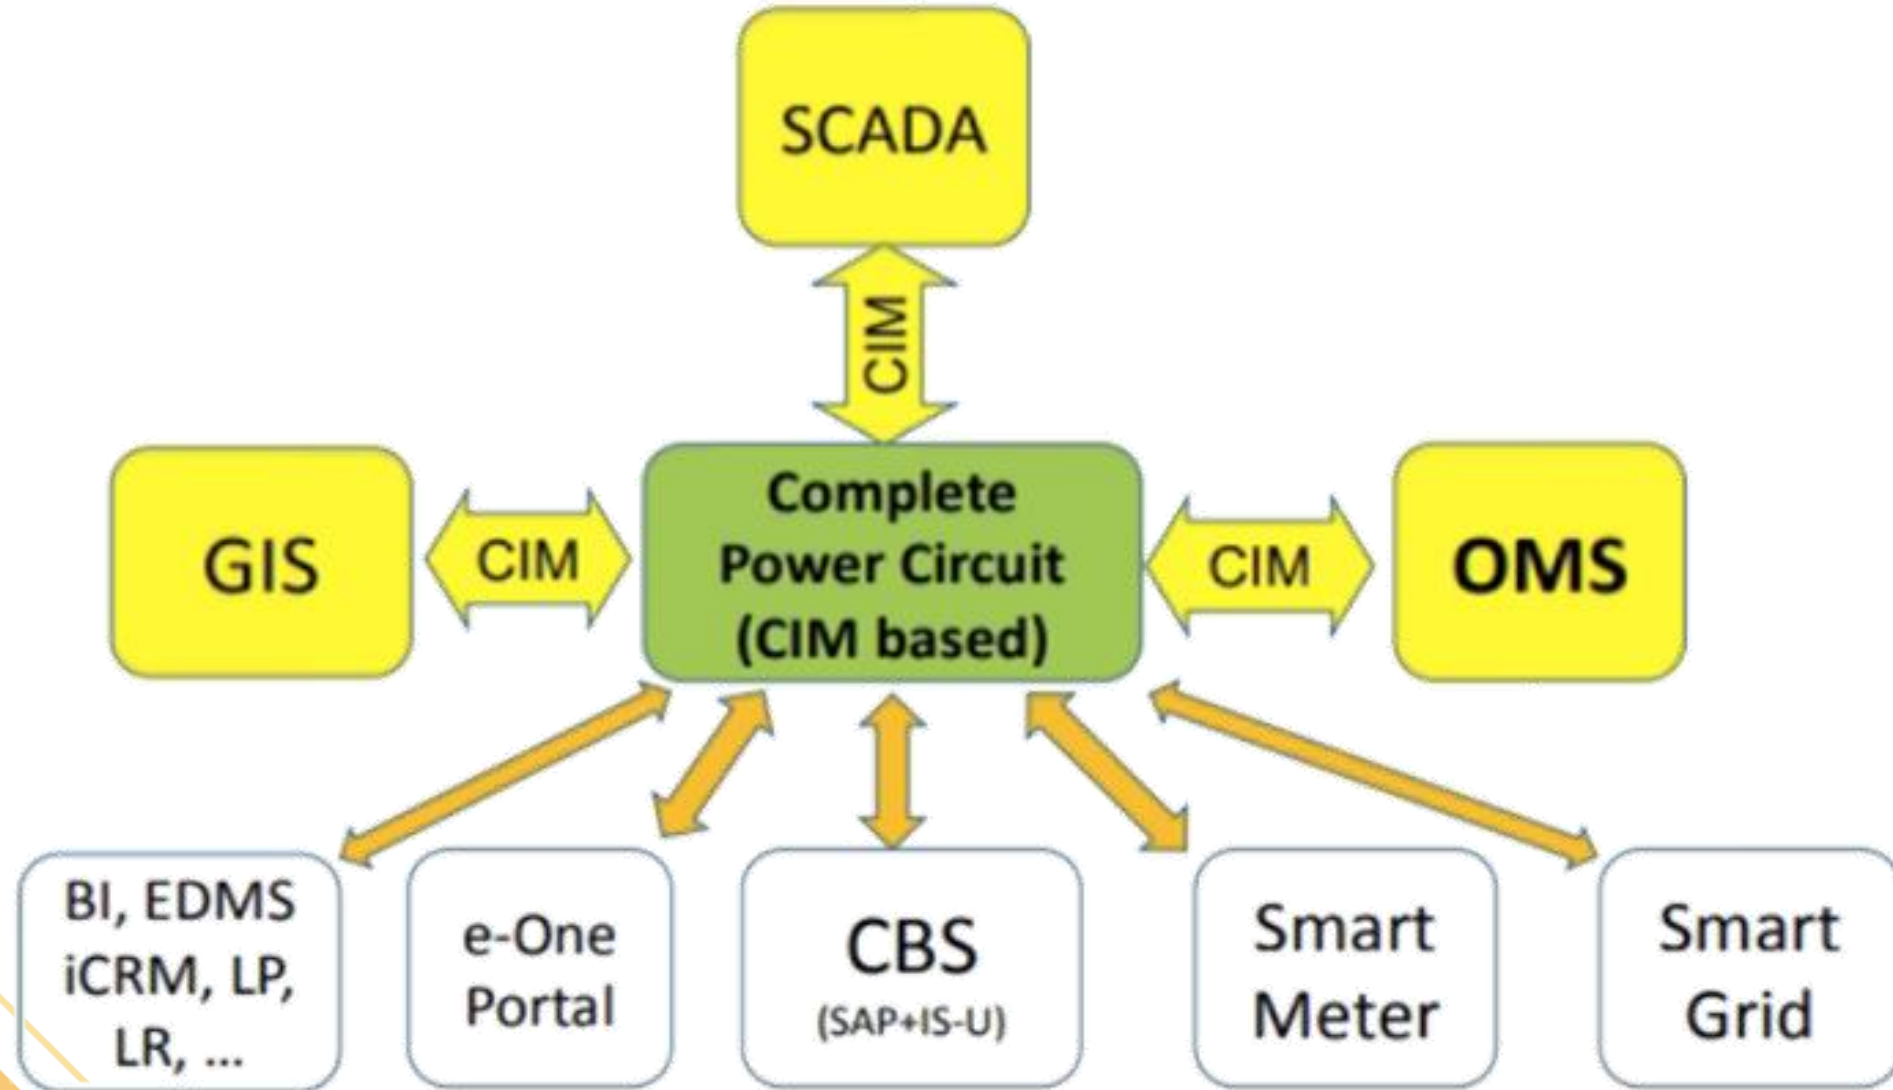 SCADA
CIM
GIS
CIM
Complete
Power Circuit
(CIM based)
CIM
OMS
BI, EDMS
iCRM, LP,
LR, ...
e-One
Portal
CBS
(SAP+IS-U)
Smart
Meter
Smart
Grid